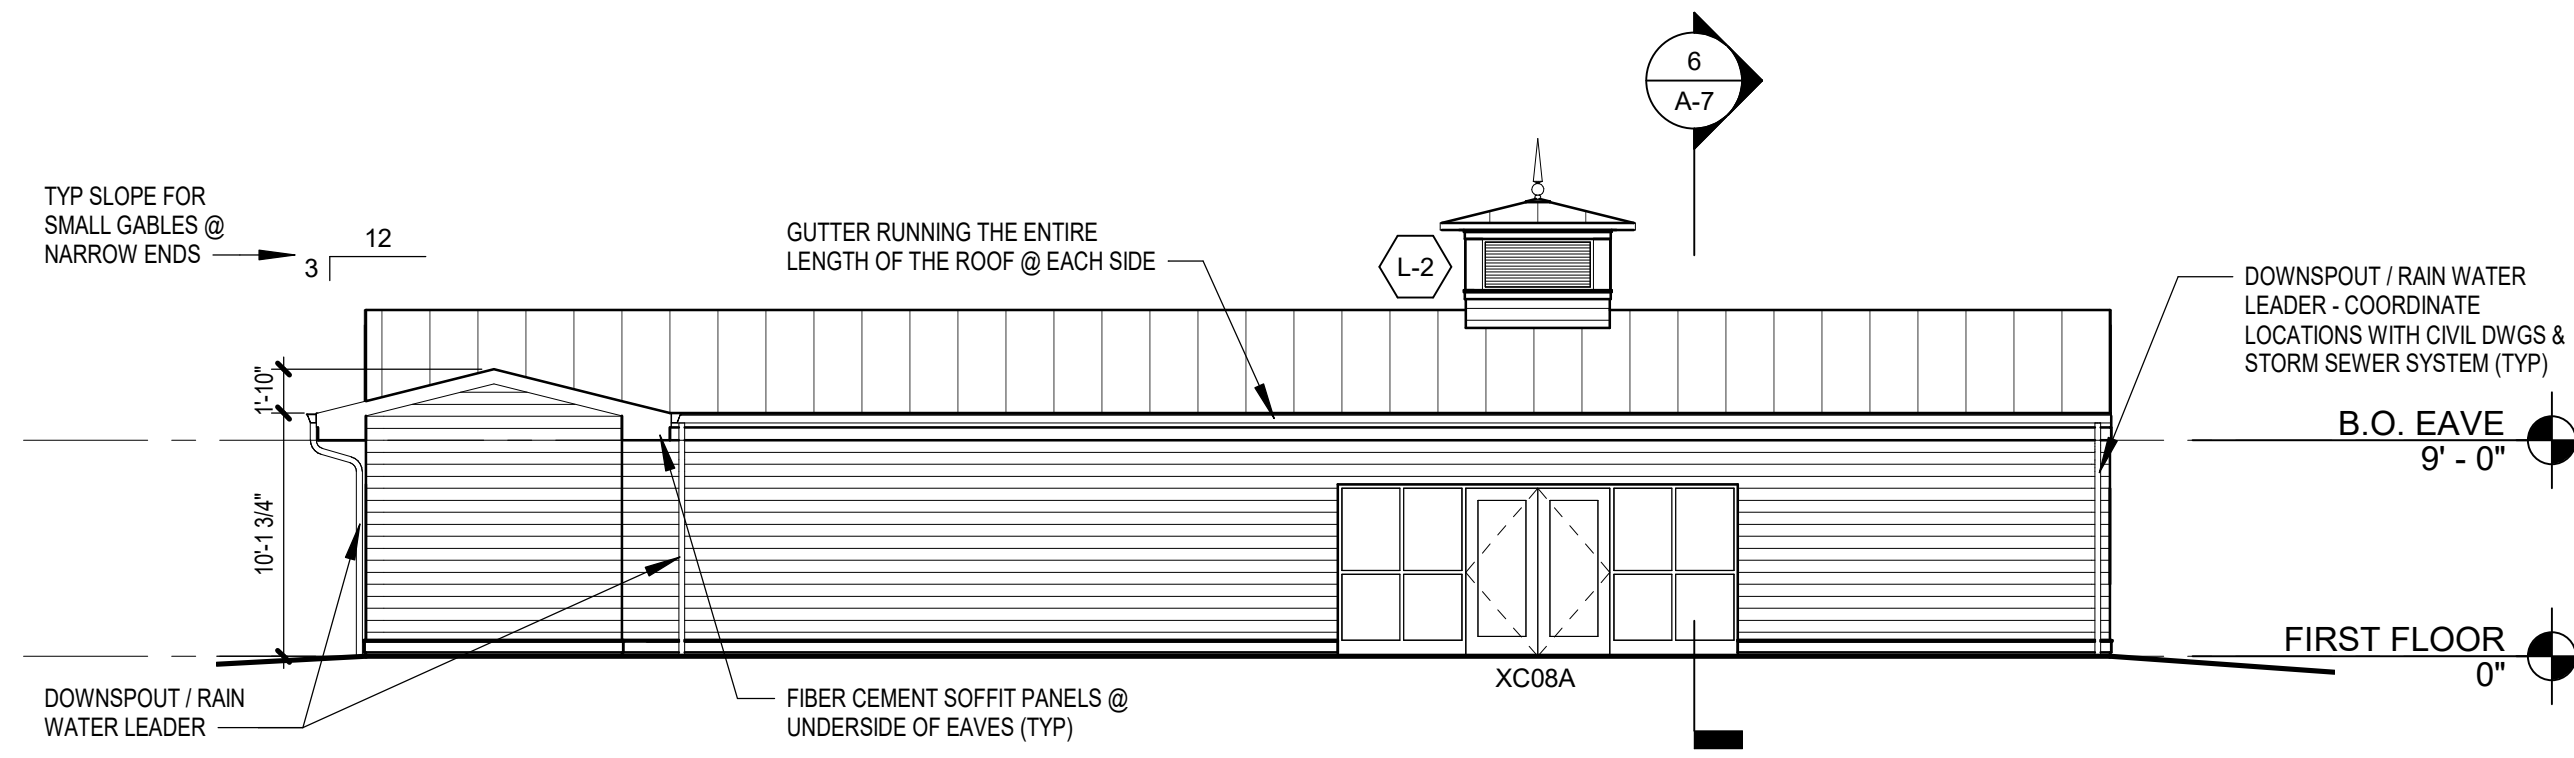 6
A-7
TYP SLOPE FOR
SMALL GABLES @
NARROW ENDS
12
3
GUTTER RUNNING THE ENTIRE
LENGTH OF THE ROOF @ EACH SIDE
L-2
DOWNSPOUT / RAIN WATER
LEADER - COORDINATE
LOCATIONS WITH CIVIL DWGS &
STORM SEWER SYSTEM (TYP)
1'-10"
10'-1 3/4"
B.O. EAVE
9' - 0"
FIRST FLOOR
0"
XC08A
DOWNSPOUT / RAIN
WATER LEADER
FIBER CEMENT SOFFIT PANELS @
UNDERSIDE OF EAVES (TYP)